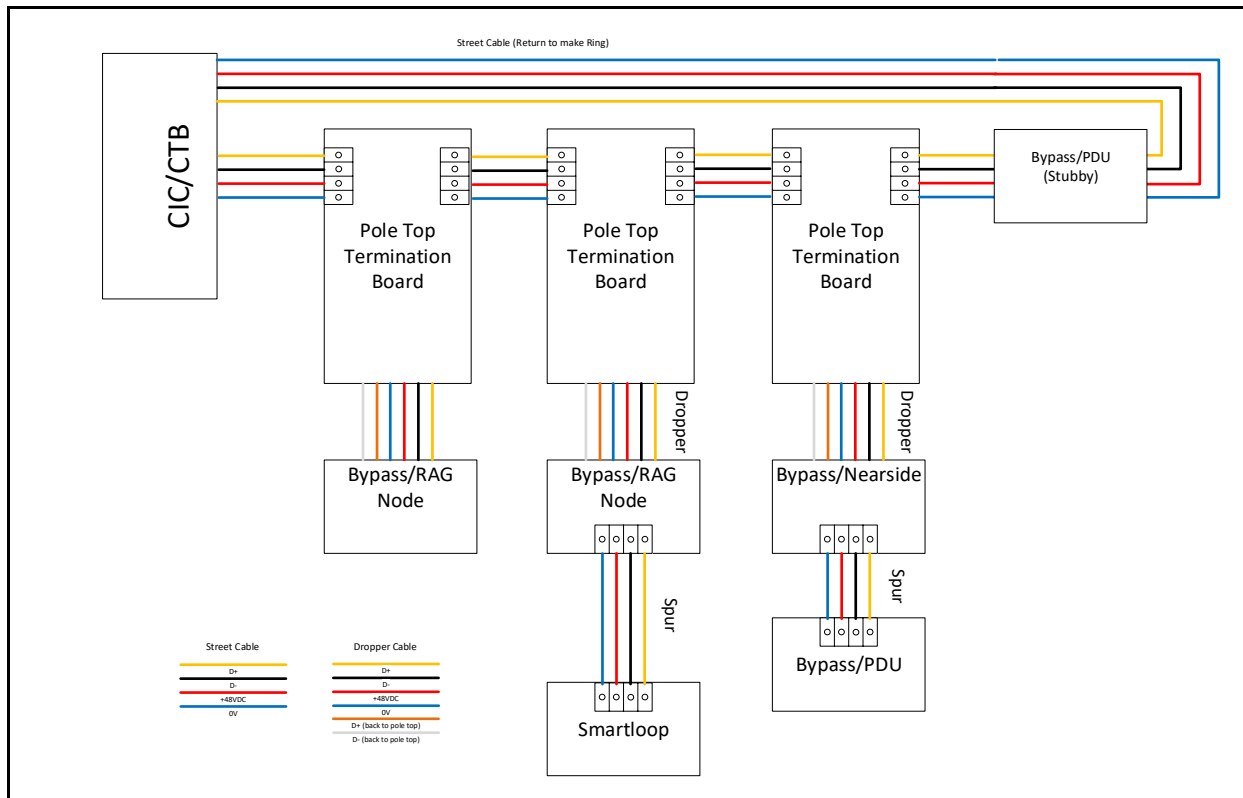 Street Cable (Return to make Ring)
CIC/CTB
Bypass/PDU
(Stubby)
Pole Top
Termination
Board
Pole Top
Termination
Board
Pole Top
Termination
Board
Dropper
Dropper
Bypass/RAG
Node
Bypass/RAG
Node
Bypass/Nearside
Spur
Spur
Bypass/PDU
Smartloop
Street Cable
D+
D-
+48VDC
0V
Dropper Cable
D+
D-
+48VDC
0V
D+ (back to pole top)
D- (back to pole top)